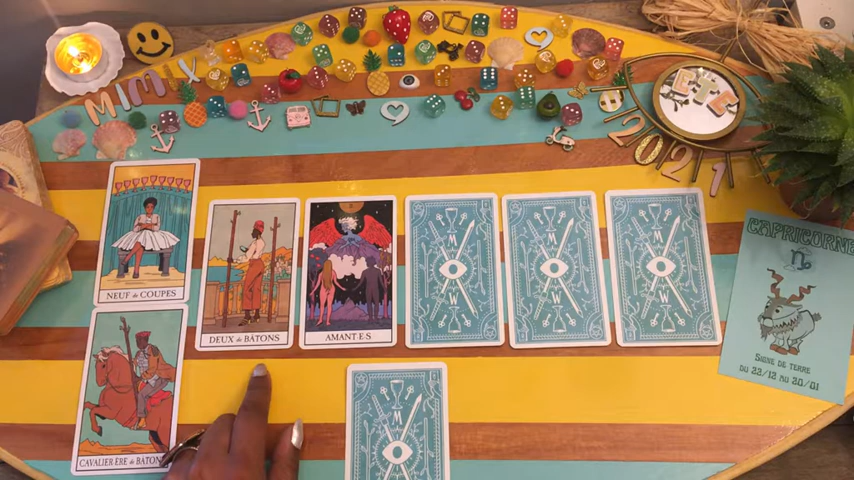 MIMI X
ETE
2021
NEUF de COUPES
DEUX de BÂTONS
AMANT·E·S
M
W
M
W
M
W
CAPRICORNE
SIGNE DE TERRE
DU 22/12 AU 20/01
CAVALIER·ÈRE de BÂTONS
M